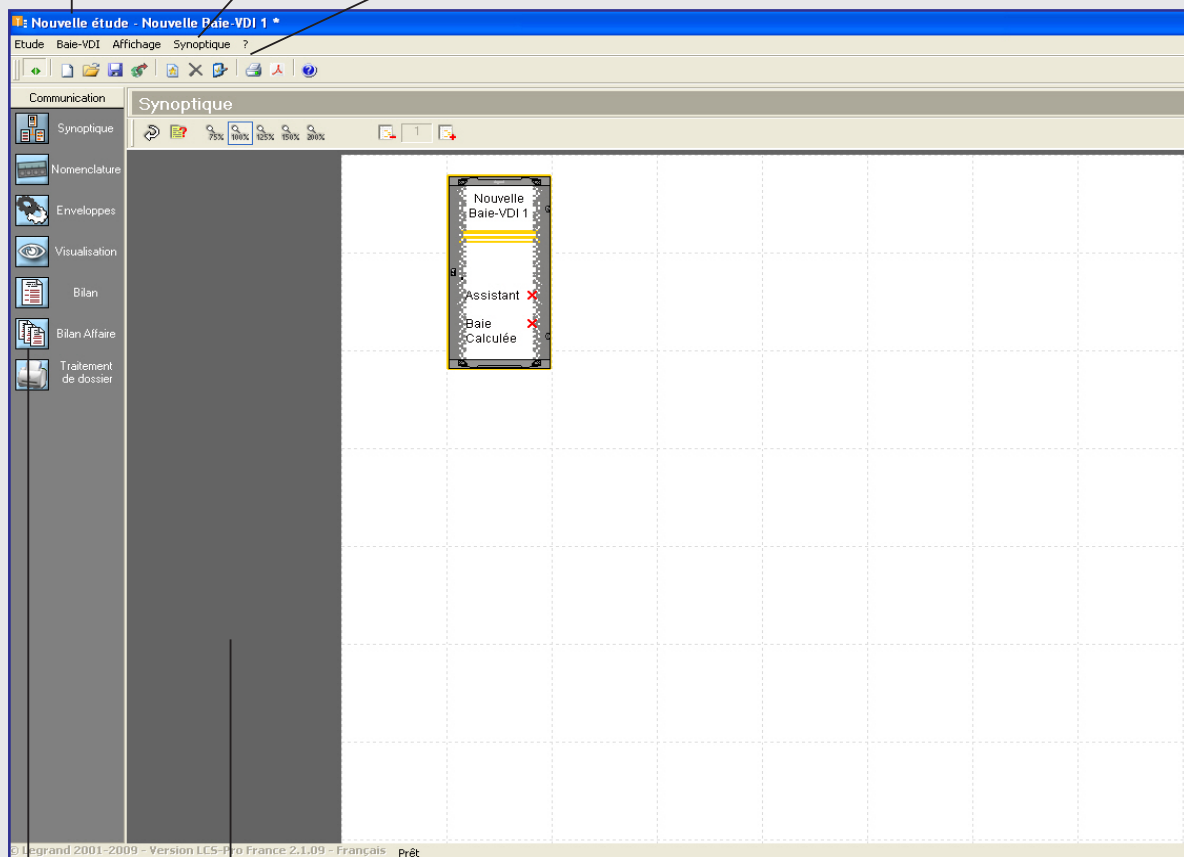 Nouvelle étude - Nouvelle Baie-VDI 1 *
Etude Baie-VDI Affichage Synoptique ?
Communication
Synoptique
Nomenclature
Enveloppes
Visualisation
Bilan
Bilan Affaire
Traitement
de dossier
Synoptique
75% 100% 125% 150% 200%
1
Nouvelle
Baie-VDI 1
Assistant
Baie
Calculée
© Legrand 2001-2009 - Version LCS-Pro France 2.1.09 - Français
Prêt